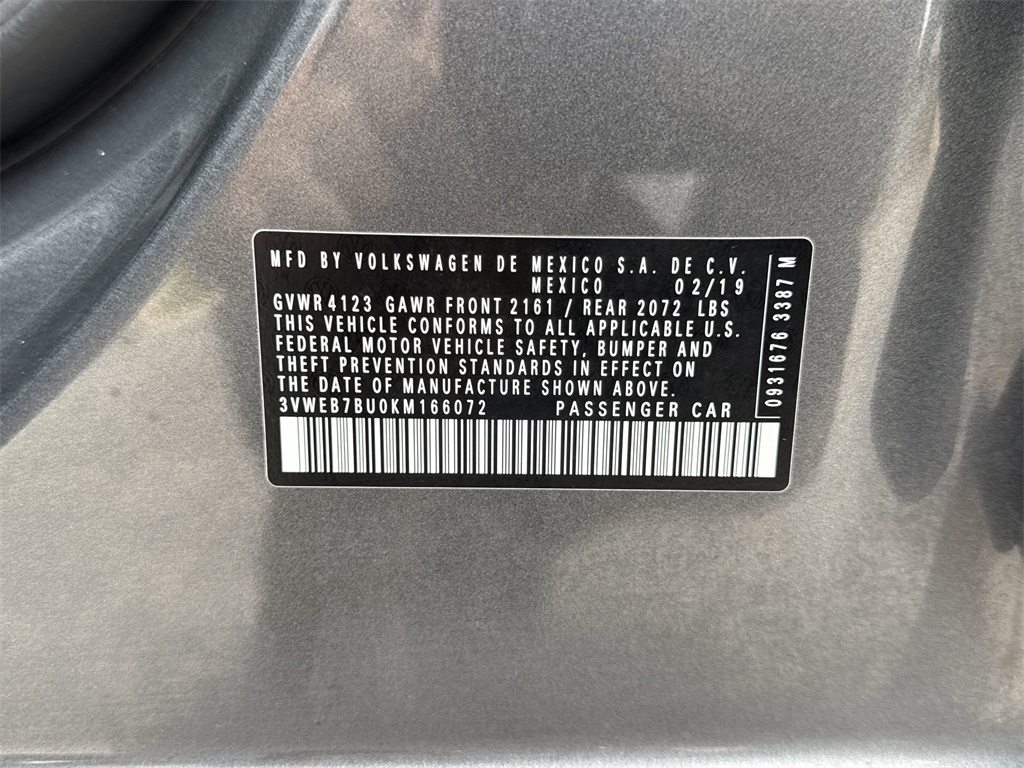 MFD BY VOLKSWAGEN DE MEXICO S.A. DE C.V.
MEXICO 02/19
GVWR 4123 GAWR FRONT 2161 / REAR 2072 LBS
THIS VEHICLE CONFORMS TO ALL APPLICABLE U.S.
FEDERAL MOTOR VEHICLE SAFETY, BUMPER AND
THEFT PREVENTION STANDARDS IN EFFECT ON
THE DATE OF MANUFACTURE SHOWN ABOVE.
3VWEB7BU0KM166072 PASSENGER CAR
0931676 3387 M